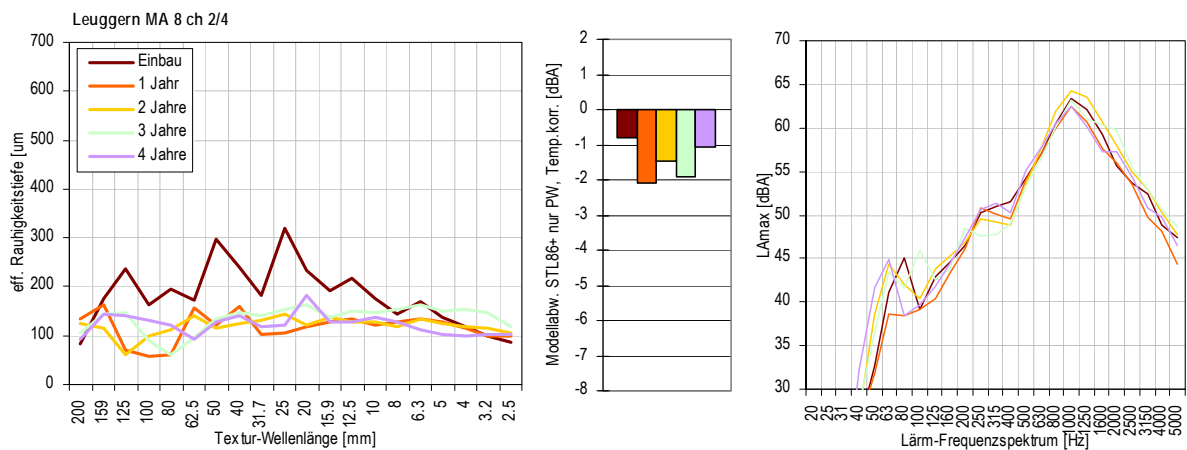 Leuggern MA 8 ch 2/4
eff. Rauhigkeitstiefe [um
700
600
500
400
300
200
100
0
Einbau
1 Jahr
2 Jahre
3 Jahre
4 Jahre
200 159 125 100 80 62.5 50 40 31.7 25 20 15.9 12.5 10 8 6.3 5 4 3.2 2.5
Textur-Wellenlänge [mm]
Modellabw. STL86+ nur PW, Temp.korr. [dBA]
2
1
0
-1
-2
-3
-4
-5
-6
-7
-8
LAmax [dBA]
70
65
60
55
50
45
40
35
30
20 25 31 40 50 63 80 100 125 160 200 250 315 400 500 630 800 1000 1250 1600 2000 2500 3150 4000 5000
Lärm-Frequenzspektrum [Hz]